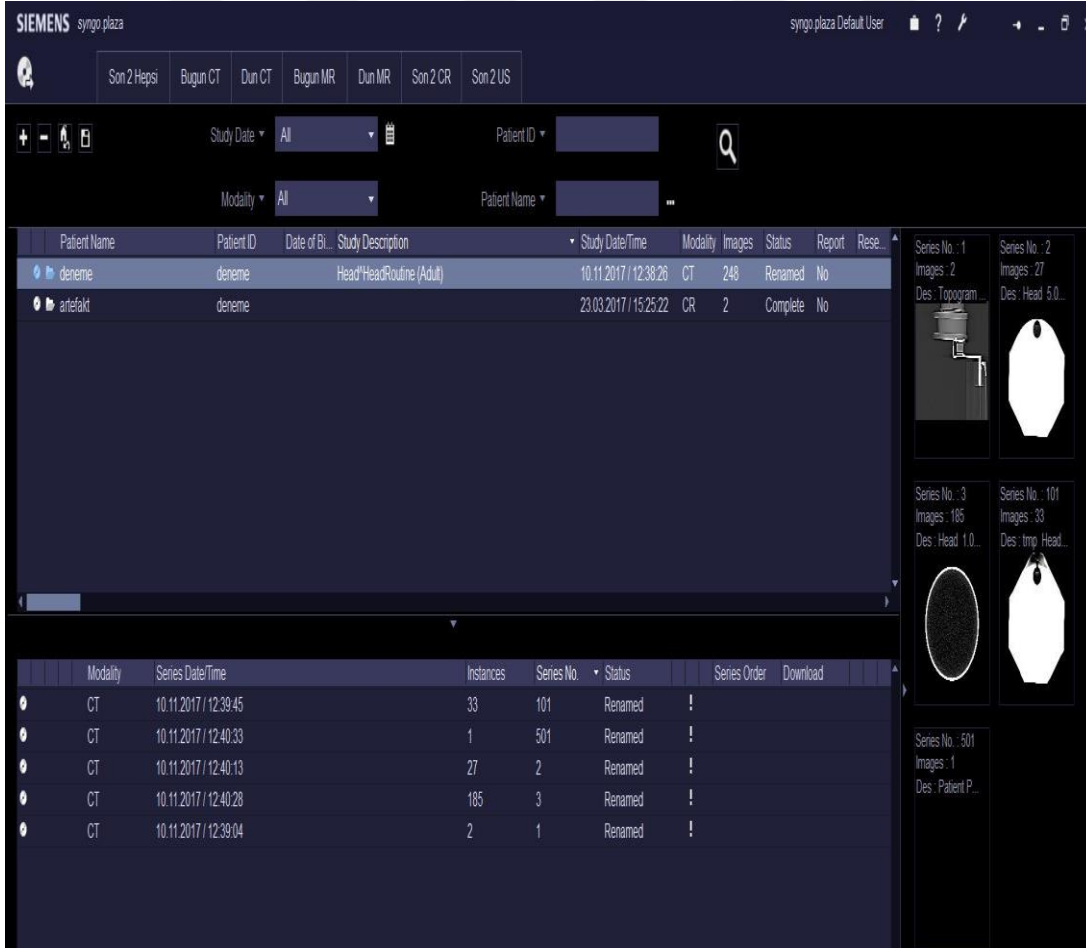 SIEMENS syngo.plaza
syngo.plaza Default User
?
Son 2 Hepsi Bugun CT Dun CT Bugun MR Dun MR Son 2 CR Son 2 US
Study Date All Patient ID
Modality All Patient Name ...
Patient Name Patient ID Date of Bi... Study Description Study Date/Time Modality Images Status Report Rese...
deneme deneme Head^HeadRoutine (Adult) 10.11.2017 / 12:38:26 CT 248 Renamed No
artefakt deneme 23.03.2017 / 15:25:22 CR 2 Complete No
Modality Series Date/Time Instances Series No. Status Series Order Download
CT 10.11.2017 / 12:39:45 33 101 Renamed !
CT 10.11.2017 / 12:40:33 1 501 Renamed !
CT 10.11.2017 / 12:40:13 27 2 Renamed !
CT 10.11.2017 / 12:40:28 185 3 Renamed !
CT 10.11.2017 / 12:39:04 2 1 Renamed !
Series No. : 1
Images : 2
Des : Topogram ...
Series No. : 2
Images : 27
Des : Head 5.0...
Series No. : 3
Images : 185
Des : Head 1.0...
Series No. : 101
Images : 33
Des : tmp Head...
Series No. : 501
Images : 1
Des : Patient P...